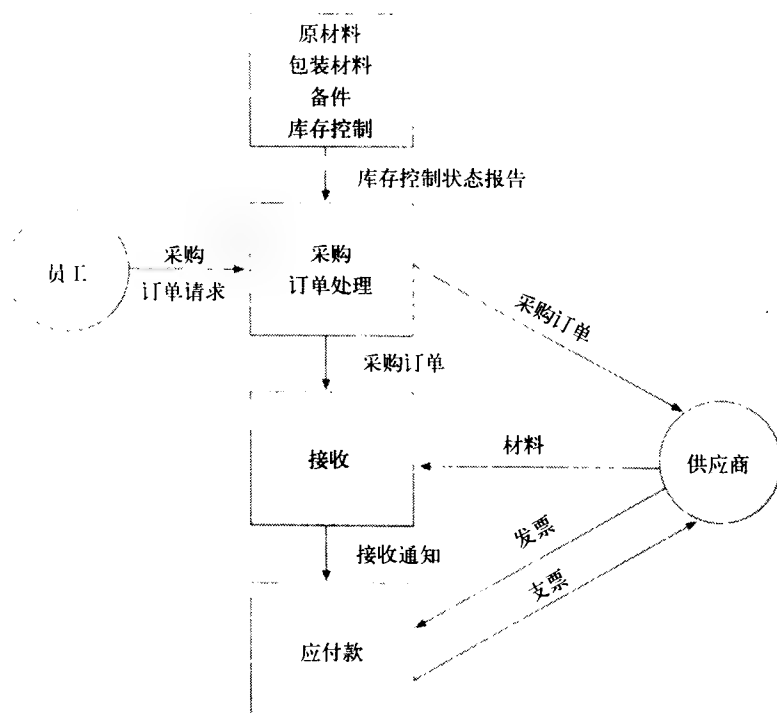 原材料
包装材料
备件
库存控制
库存控制状态报告
采购
订单请求
员工
采购
订单处理
采购订单
采购订单
接收
材料
供应商
接收通知
发票
支票
应付款